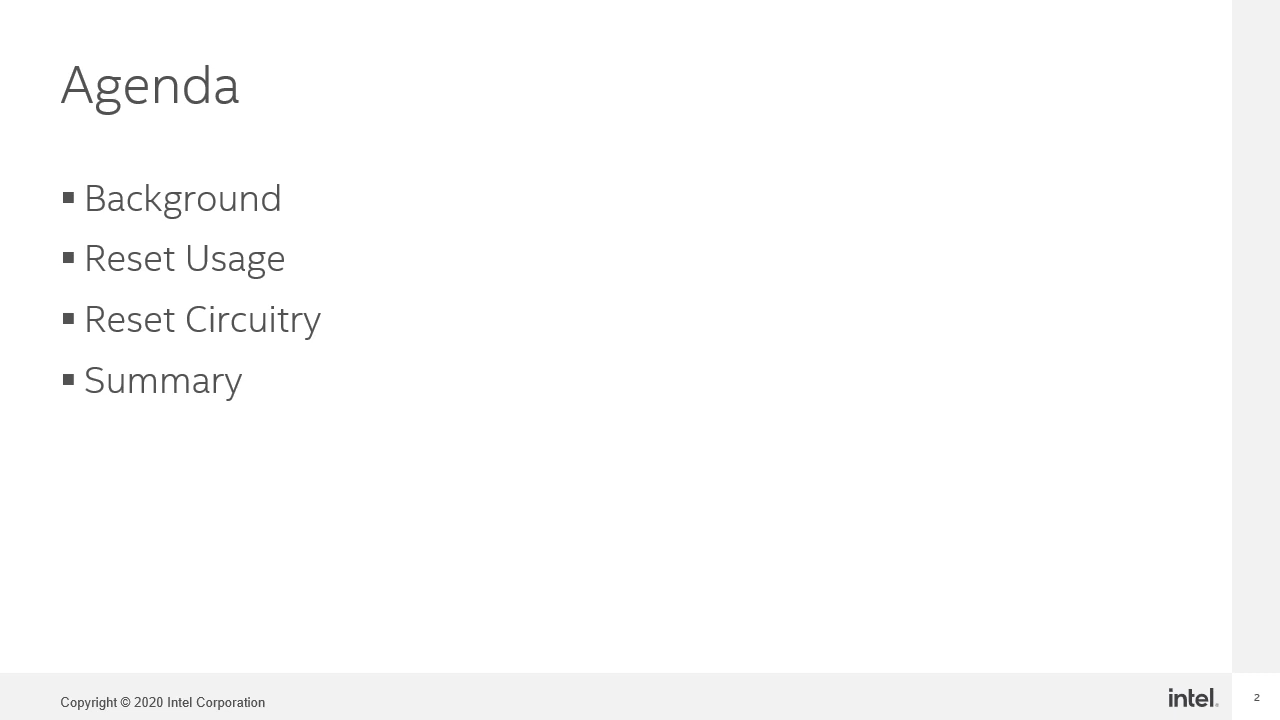 Agenda
▪ Background
▪ Reset Usage
▪ Reset Circuitry
▪ Summary
Copyright © 2020 Intel Corporation
intel.
2